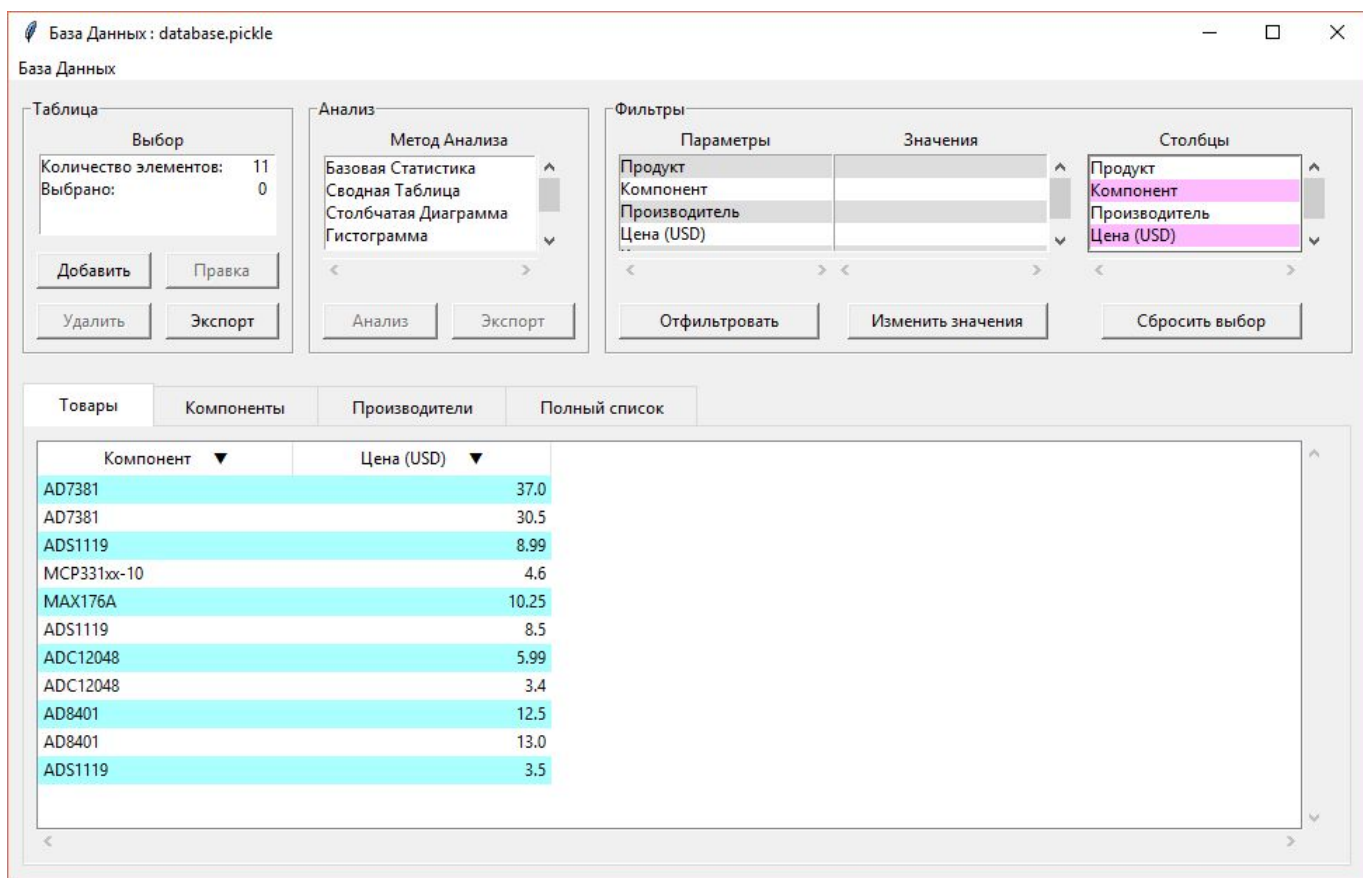 База Данных : database.pickle
База Данных
Таблица
Выбор
Количество элементов: 11
Выбрано: 0
Добавить
Правка
Удалить
Экспорт
Анализ
Метод Анализа
Базовая Статистика
Сводная Таблица
Столбчатая Диаграмма
Гистограмма
Анализ
Экспорт
Фильтры
Параметры
Значения
Столбцы
Продукт
Компонент
Производитель
Цена (USD)
Продукт
Компонент
Производитель
Цена (USD)
Отфильтровать
Изменить значения
Сбросить выбор
Товары
Компоненты
Производители
Полный список
Компонент ▼ Цена (USD) ▼
AD7381 37.0
AD7381 30.5
ADS1119 8.99
MCP331xx-10 4.6
MAX176A 10.25
ADS1119 8.5
ADC12048 5.99
ADC12048 3.4
AD8401 12.5
AD8401 13.0
ADS1119 3.5